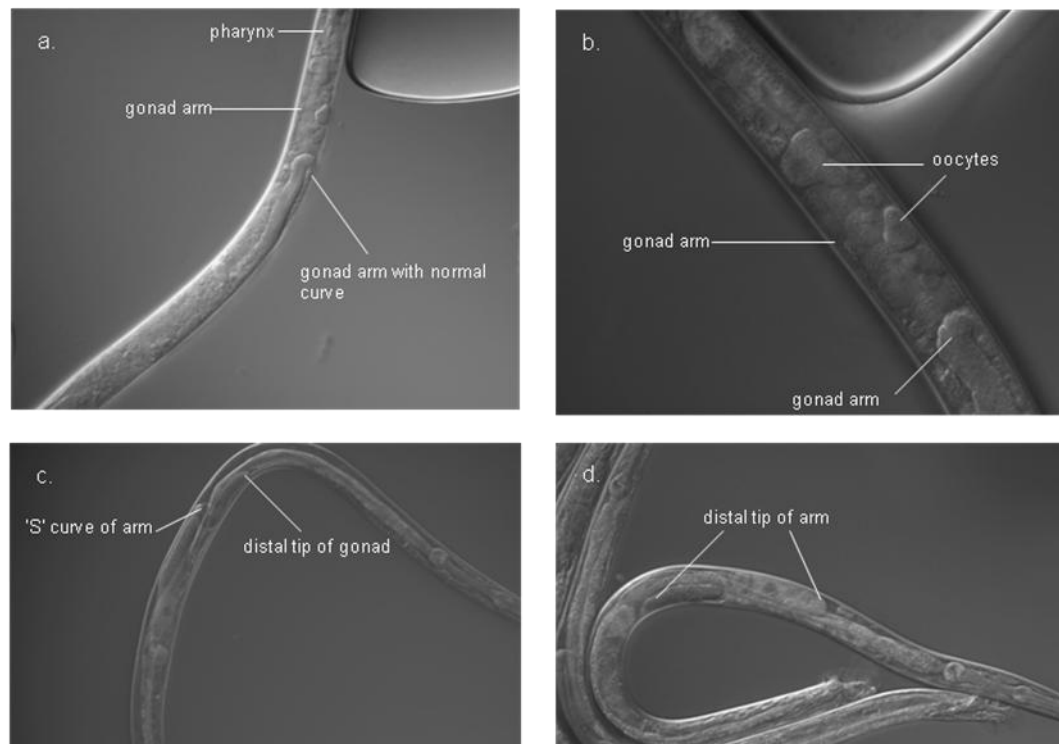 a.
pharynx
gonad arm
gonad arm with normal
curve
b.
oocytes
gonad arm
gonad arm
c.
'S' curve of arm
distal tip of gonad
d.
distal tip of arm